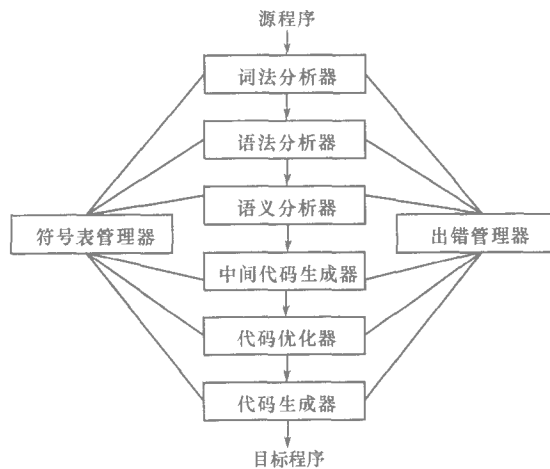 源程序
词法分析器
语法分析器
语义分析器
符号表管理器
出错管理器
中间代码生成器
代码优化器
代码生成器
目标程序